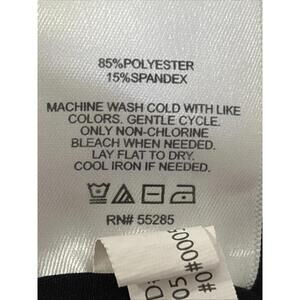 85%POLYESTER
15%SPANDEX
MACHINE WASH COLD WITH LIKE
COLORS. GENTLE CYCLE.
ONLY NON-CHLORINE
BLEACH WHEN NEEDED.
LAY FLAT TO DRY.
COOL IRON IF NEEDED.
RN# 55285